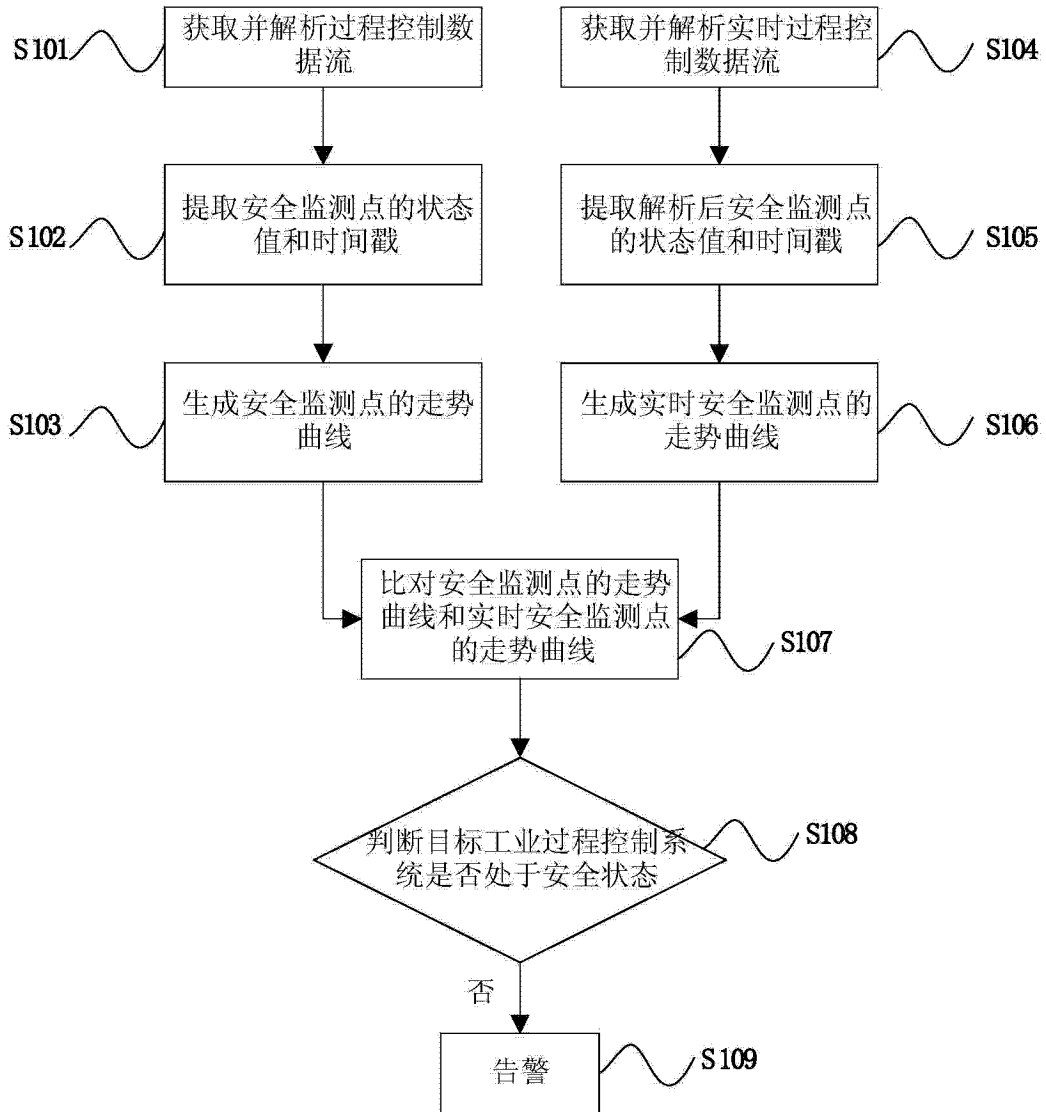 S101
获取并解析过程控制数
据流
获取并解析实时过程控
制数据流
S104
S102
提取安全监测点的状态
值和时间戳
提取解析后安全监测点
的状态值和时间戳
S105
S103
生成安全监测点的走势
曲线
生成实时安全监测点的
走势曲线
S106
比对安全监测点的走势
曲线和实时安全监测点
的走势曲线
S107
判断目标工业过程控制系
统是否处于安全状态
S108
否
告警
S109